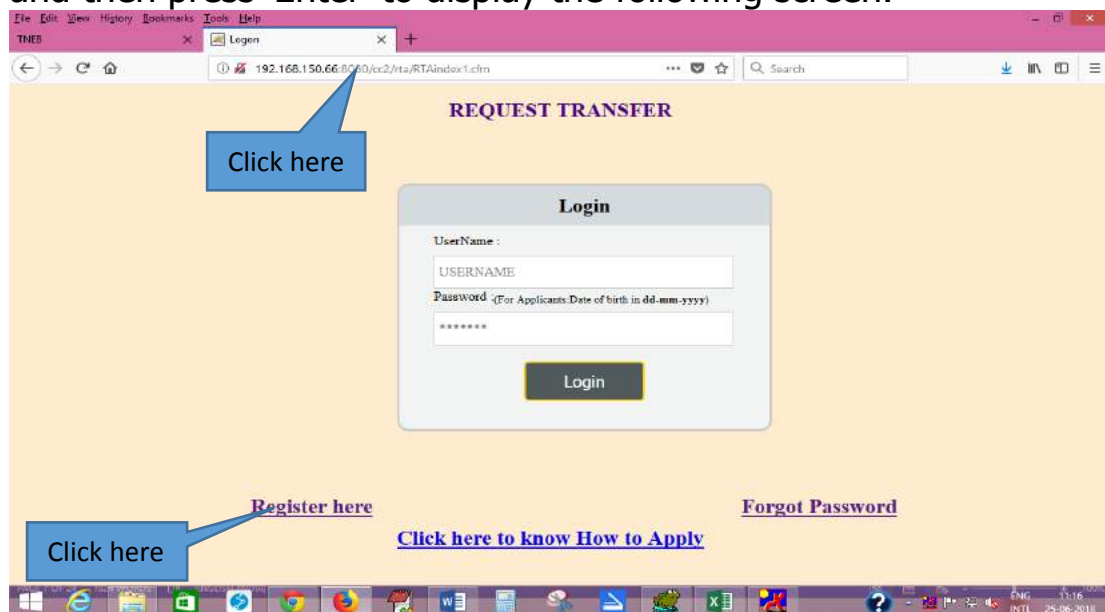 and then press 'Enter' to display the following screen.
File Edit View History Bookmarks Tools Help
TNEB
Logon
192.168.150.66:8080/cc2/rta/RTAindex1.cfm
Search
REQUEST TRANSFER
Click here
Login
UserName :
USERNAME
Password :(For Applicants:Date of birth in dd-mm-yyyy)
*******
Login
Register here
Forgot Password
Click here to know How to Apply
Click here
ENG
INTL
11:16
25-06-2018